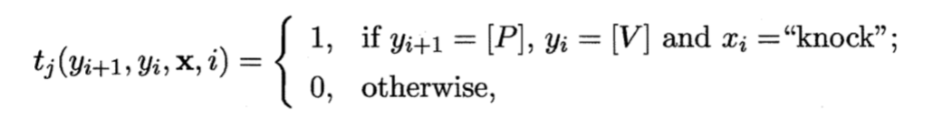 t_j(y_{i+1}, y_i, x, i) = { 1, if y_{i+1} = [P], y_i = [V] and x_i = “knock”;
0, otherwise,